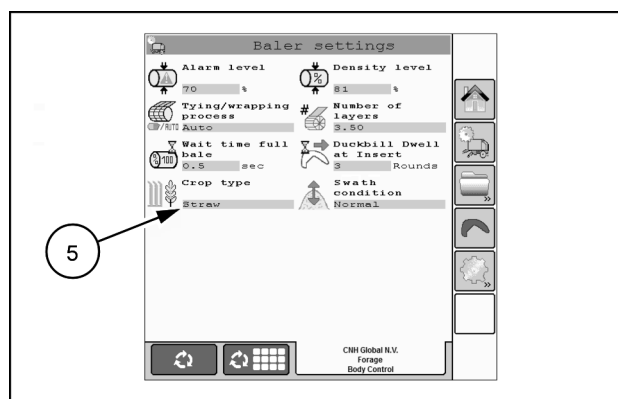 Baler settings
Alarm level
70 %
Density level
81 %
Tying/wrapping
process
/AUTO
Auto
#
Number of
layers
3.50
Wait time full
bale
100
0.5 sec
Duckbill Dwell
at Insert
3 Rounds
Crop type
Straw
Swath
condition
Normal
5
CNH Global N.V.
Forage
Body Control